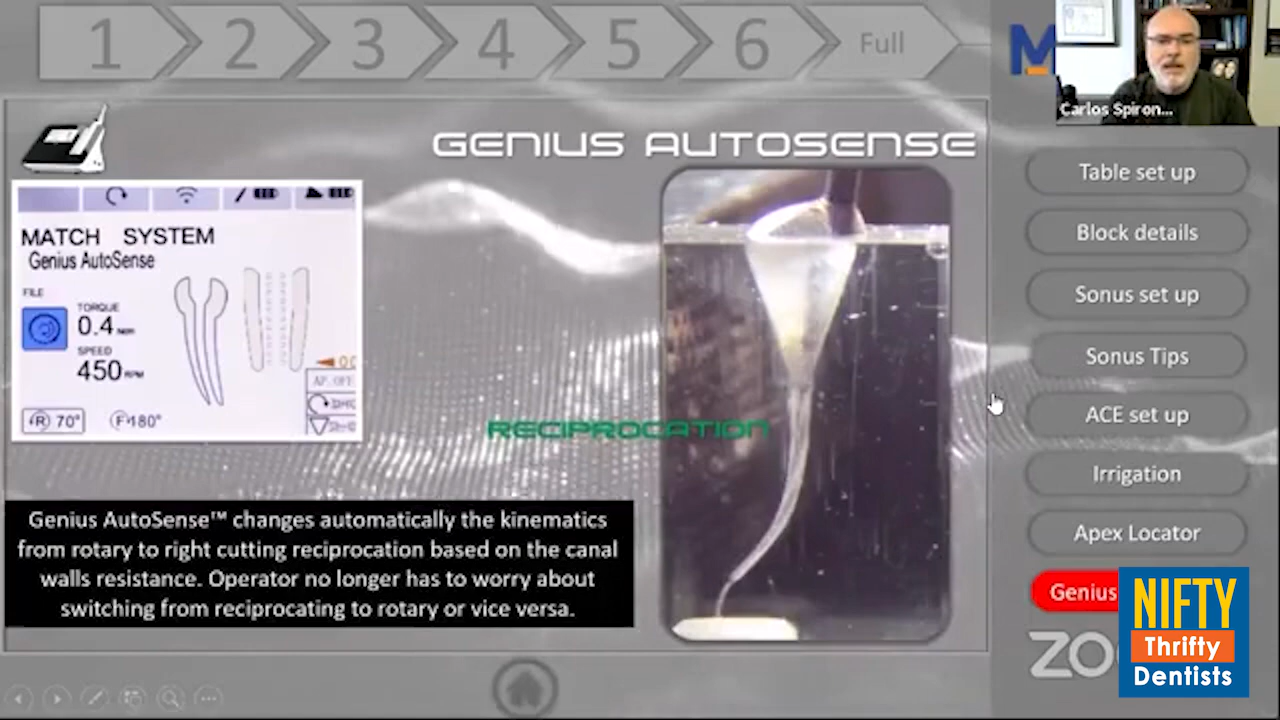 1 2 3 4 5 6 Full
M
Carlos Spiron...
GENIUS AUTOSENSE
MATCH SYSTEM
Genius AutoSense
FILE
TORQUE
0.4
SPEED
450 RPM
R 70° F 180°
AP.OFF
RECIPROCATION
Genius AutoSense™ changes automatically the kinematics
from rotary to right cutting reciprocation based on the canal
walls resistance. Operator no longer has to worry about
switching from reciprocating to rotary or vice versa.
Table set up
Block details
Sonus set up
Sonus Tips
ACE set up
Irrigation
Apex Locator
Genius
NIFTY
Thrifty
Dentists
ZO